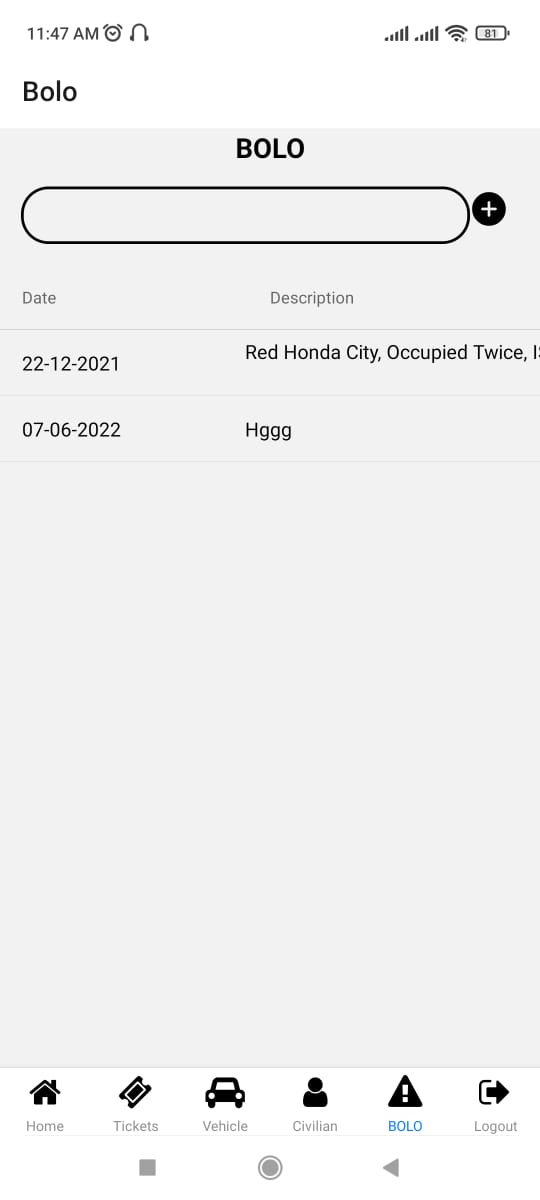 11:47 AM
81
Bolo
BOLO
Date Description
22-12-2021 Red Honda City, Occupied Twice,
07-06-2022 Hggg
Home Tickets Vehicle Civilian BOLO Logout